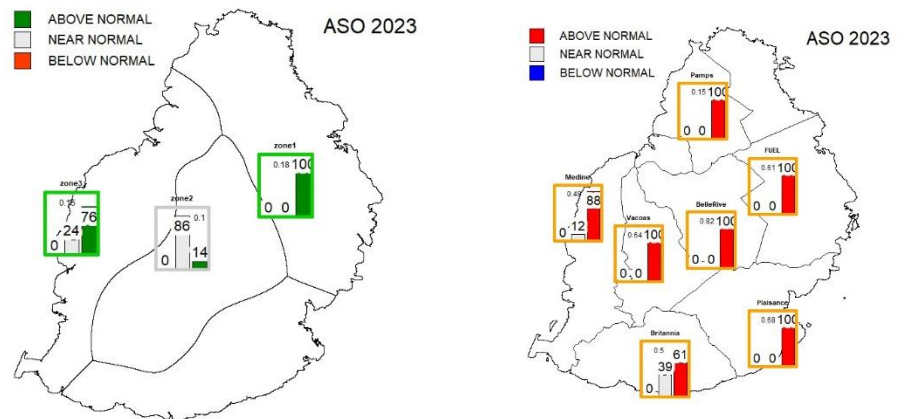 ABOVE NORMAL
NEAR NORMAL
BELOW NORMAL
ASO 2023
zone1
0.18 100
0 0
zone3
76
24
0
zone2
0.1
86
14
0
ABOVE NORMAL
NEAR NORMAL
BELOW NORMAL
ASO 2023
Pamps
0.15 100
0 0
FUEL
0.61 100
0 0
Medine
88
0 12
Vacoas
0.64 100
0 0
BelleRive
0.82 100
0 0
Plaisance
0.68 100
0 0
Britannia
0.5 61
39
0